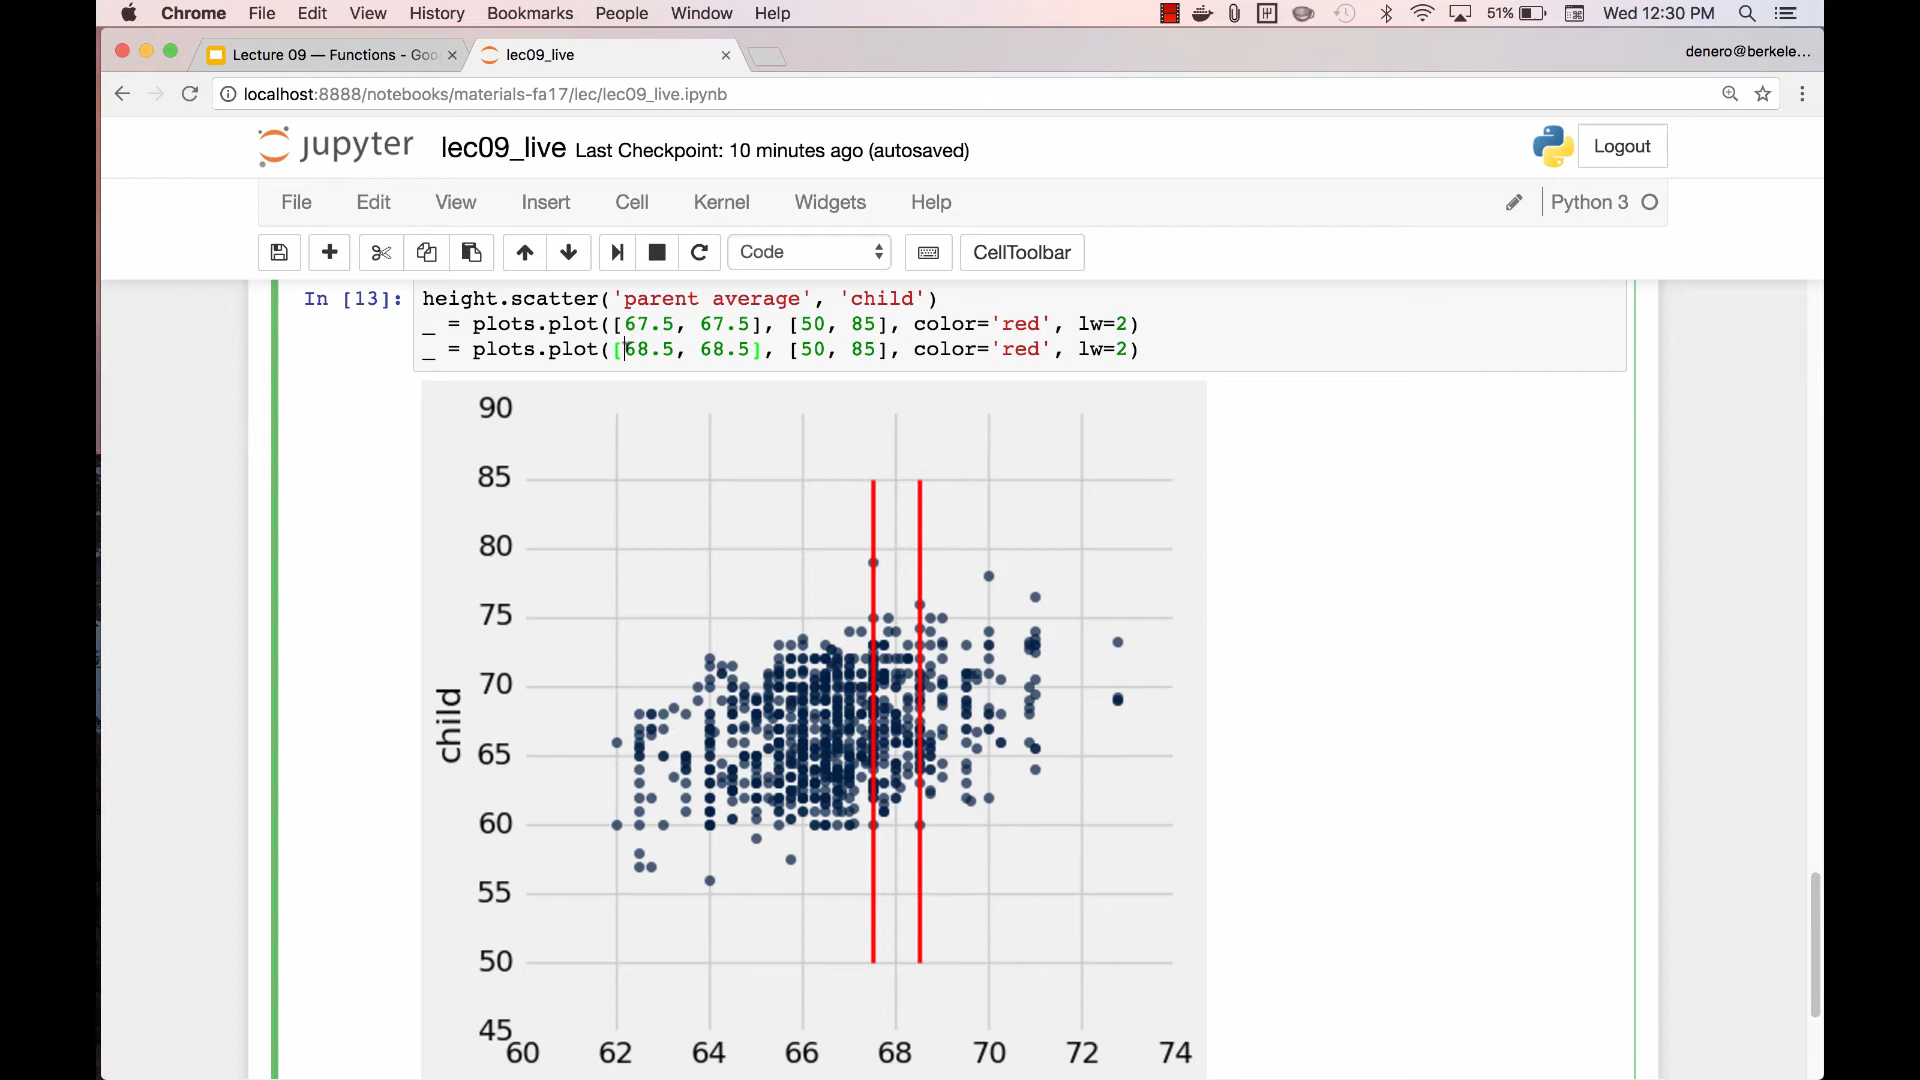 Chrome File Edit View History Bookmarks People Window Help 51% Wed 12:30 PM
Lecture 09 — Functions - Goo
lec09_live
denero@berkele...
localhost:8888/notebooks/materials-fa17/lec/lec09_live.ipynb
jupyter lec09_live Last Checkpoint: 10 minutes ago (autosaved)
Logout
File Edit View Insert Cell Kernel Widgets Help Python 3
Code CellToolbar
In [13]: height.scatter('parent average', 'child')
_ = plots.plot([67.5, 67.5], [50, 85], color='red', lw=2)
_ = plots.plot([68.5, 68.5], [50, 85], color='red', lw=2)
90
85
80
75
70
65
60
55
50
45
child
60 62 64 66 68 70 72 74